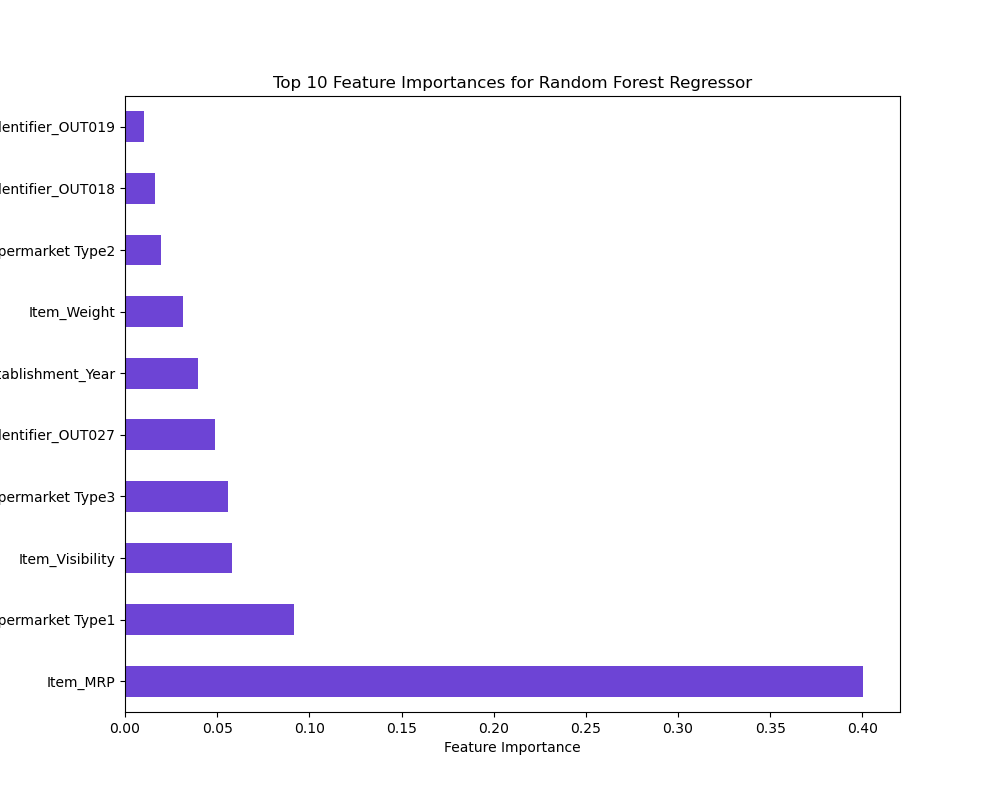 Top 10 Feature Importances for Random Forest Regressor
dentifier_OUT019
dentifier_OUT018
permarket Type2
Item_Weight
tablishment_Year
dentifier_OUT027
permarket Type3
Item_Visibility
permarket Type1
Item_MRP
0.00 0.05 0.10 0.15 0.20 0.25 0.30 0.35 0.40
Feature Importance